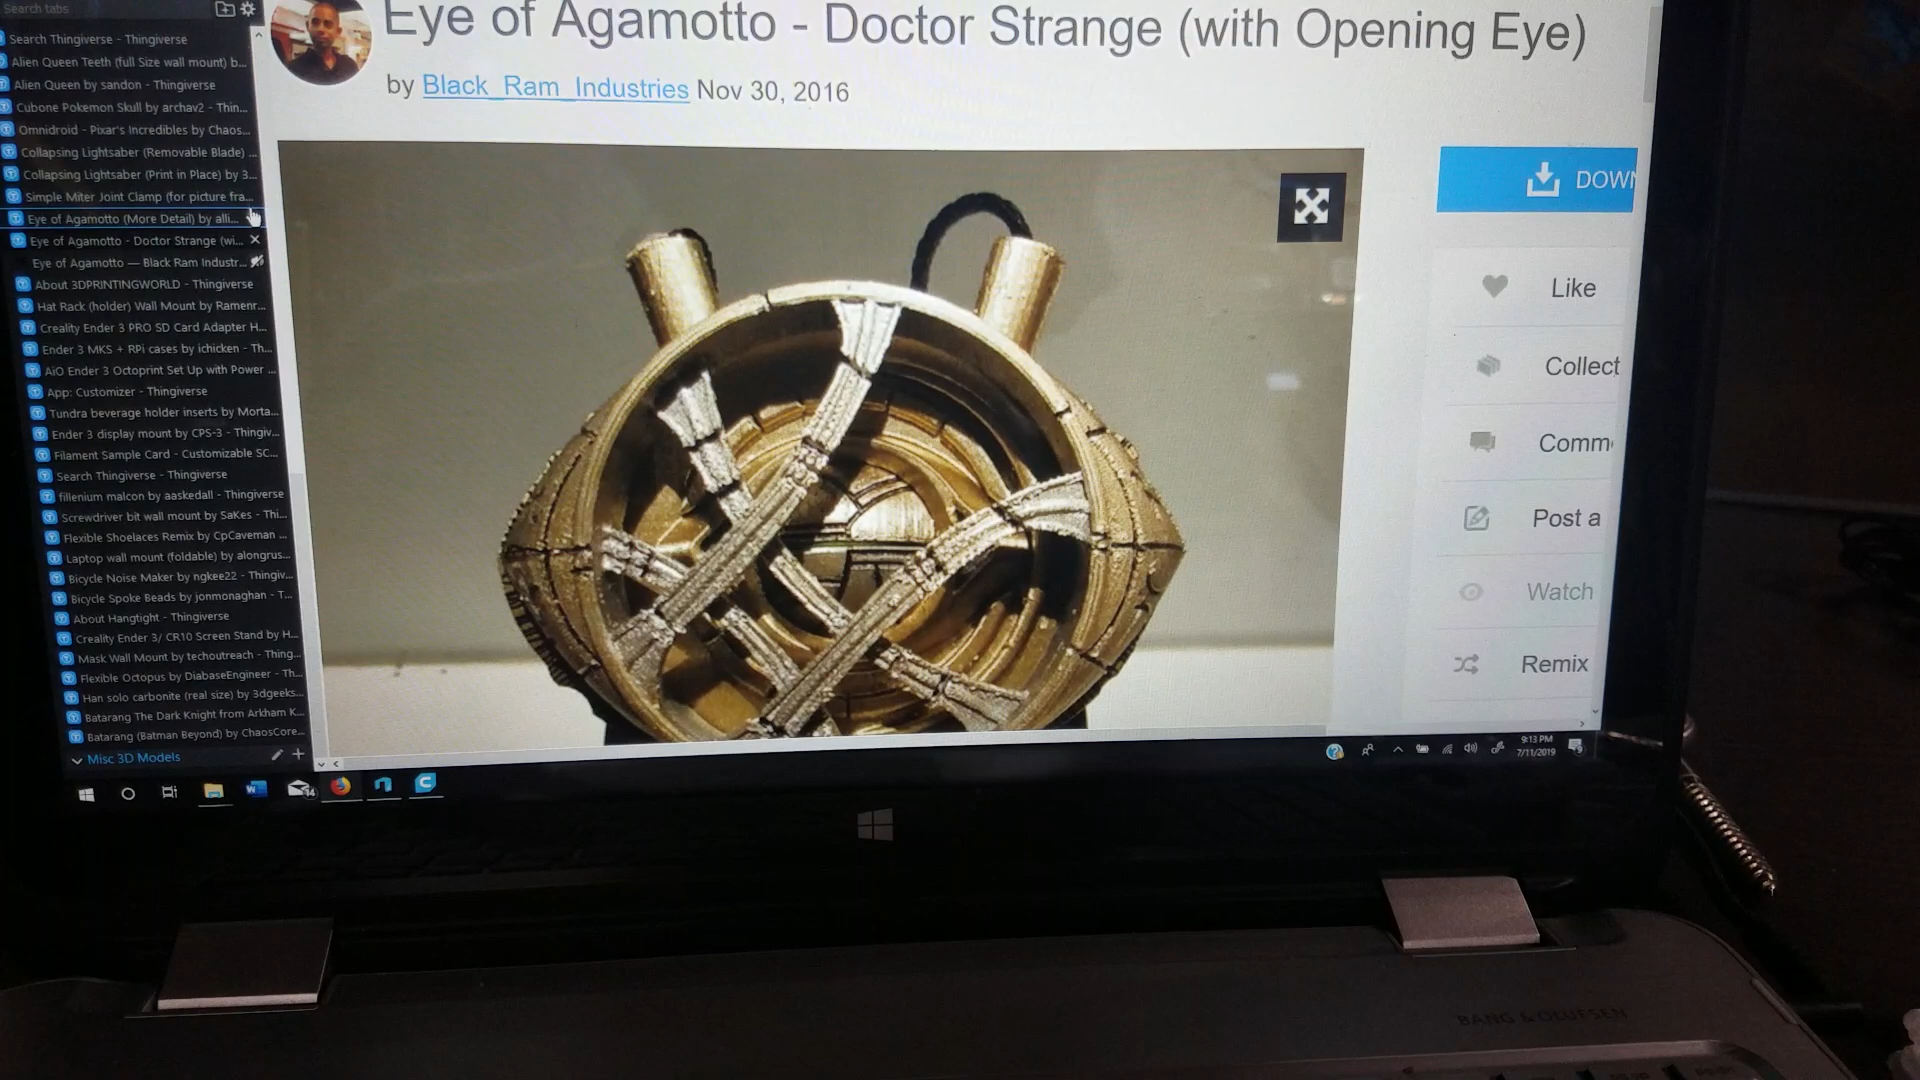 Search tabs
Search Thingiverse - Thingiverse
Alien Queen Teeth (full Size wall mount) b...
Alien Queen by sandon - Thingiverse
Cubone Pokemon Skull by archav2 - Thin...
Omnidroid - Pixar's Incredibles by Chaos...
Collapsing Lightsaber (Removable Blade) ...
Collapsing Lightsaber (Print in Place) by 3...
Simple Miter Joint Clamp (for picture fra...
Eye of Agamotto (More Detail) by alli...
Eye of Agamotto - Doctor Strange (wi...
Eye of Agamotto — Black Ram Industr...
About 3DPRINTINGWORLD - Thingiverse
Hat Rack (holder) Wall Mount by Ramenr...
Creality Ender 3 PRO SD Card Adapter H...
Ender 3 MKS + RPi cases by ichicken - Th...
AiO Ender 3 Octoprint Set Up with Power ...
App: Customizer - Thingiverse
Tundra beverage holder inserts by Morta...
Ender 3 display mount by CPS-3 - Thingiv...
Filament Sample Card - Customizable SC...
Search Thingiverse - Thingiverse
fillenium malcon by aaskedall - Thingiverse
Screwdriver bit wall mount by SaKes - Thi...
Flexible Shoelaces Remix by CpCaveman ...
Laptop wall mount (foldable) by alongrus...
Bicycle Noise Maker by ngkee22 - Thingiv...
Bicycle Spoke Beads by jonmonaghan - T...
About Hangtight - Thingiverse
Creality Ender 3/ CR10 Screen Stand by H...
Mask Wall Mount by techoutreach - Thing...
Flexible Octopus by DiabaseEngineer - Th...
Han solo carbonite (real size) by 3dgeeks...
Batarang The Dark Knight from Arkham K...
Batarang (Batman Beyond) by ChaosCore...
Misc 3D Models
Eye of Agamotto - Doctor Strange (with Opening Eye)
by Black_Ram_Industries Nov 30, 2016
DOWN
Like
Collect
Comm
Post a
Watch
Remix
14
9:13 PM
7/11/2019
BANG & OLUFSEN